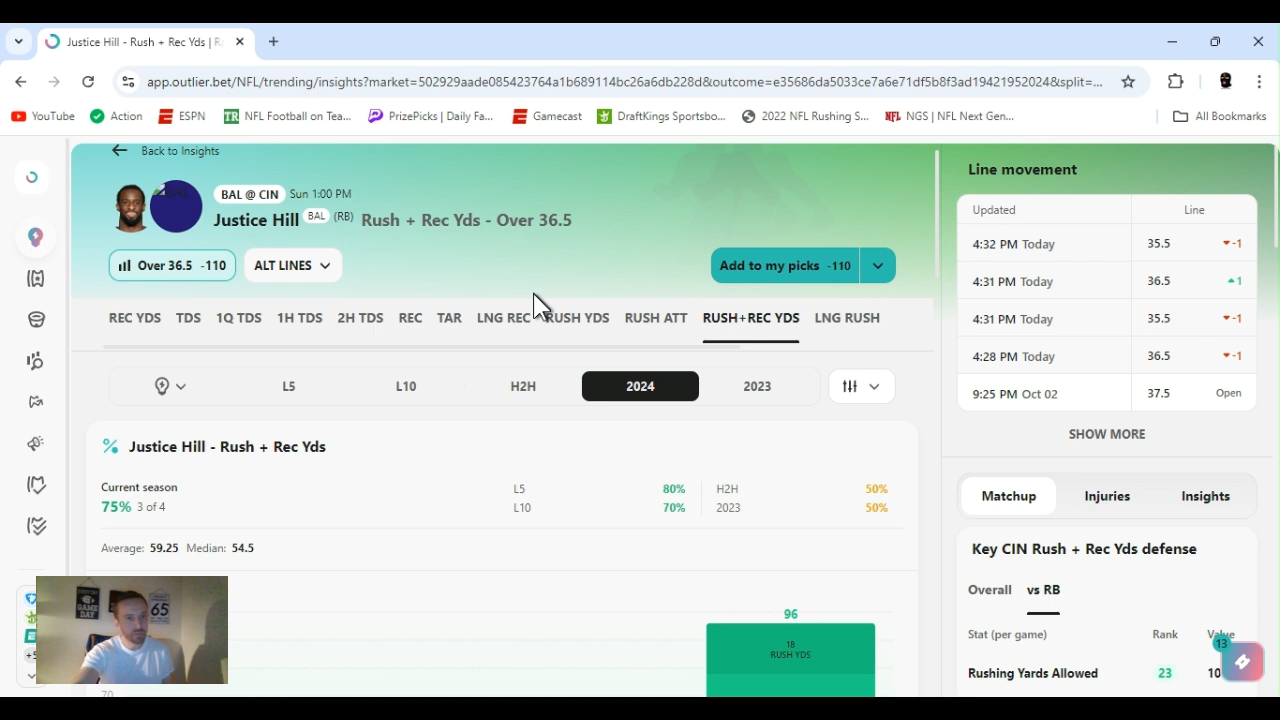 Justice Hill - Rush + Rec Yds | R
app.outlier.bet/NFL/trending/insights?market=502929aade085423764a1b689114bc26a6db228d&outcome=e35686da5033ce7a6e71df5b8f3ad19421952024&split=...
YouTube Action ESPN NFL Football on Tea... PrizePicks | Daily Fa... Gamecast DraftKings Sportsbo... 2022 NFL Rushing S... NGS | NFL Next Gen... All Bookmarks
Back to Insights
BAL @ CIN Sun 1:00 PM
Justice Hill BAL (RB) Rush + Rec Yds - Over 36.5
Over 36.5 -110 ALT LINES
Add to my picks -110
REC YDS TDS 1Q TDS 1H TDS 2H TDS REC TAR LNG REC RUSH YDS RUSH ATT RUSH+REC YDS LNG RUSH
L5 L10 H2H 2024 2023
Justice Hill - Rush + Rec Yds
Current season
75% 3 of 4
L5 80% H2H 50%
L10 70% 2023 50%
Average: 59.25 Median: 54.5
96
18
RUSH YDS
70
GAME
DAY
65
Line movement
Updated Line
4:32 PM Today 35.5 -1
4:31 PM Today 36.5 1
4:31 PM Today 35.5 -1
4:28 PM Today 36.5 -1
9:25 PM Oct 02 37.5 Open
SHOW MORE
Matchup Injuries Insights
Key CIN Rush + Rec Yds defense
Overall vs RB
Stat (per game) Rank Value
13
Rushing Yards Allowed 23 10